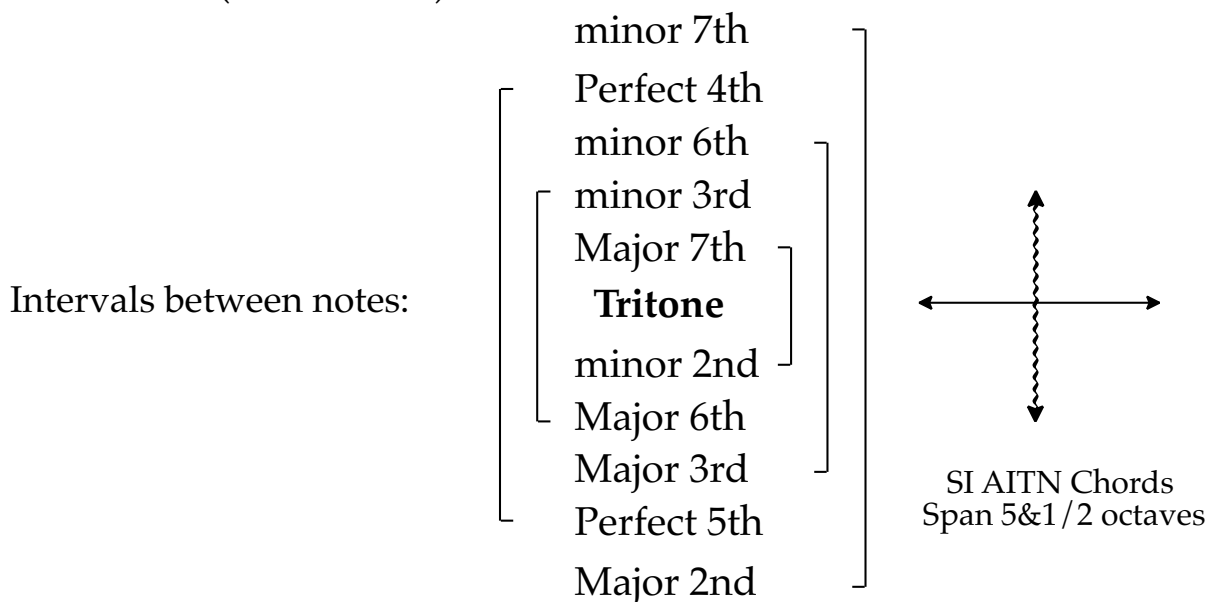 minor 7th
Perfect 4th
minor 6th
minor 3rd
Major 7th
Intervals between notes:
Tritone
minor 2nd
Major 6th
Major 3rd
Perfect 5th
Major 2nd
SI AITN Chords
Span 5&1/2 octaves